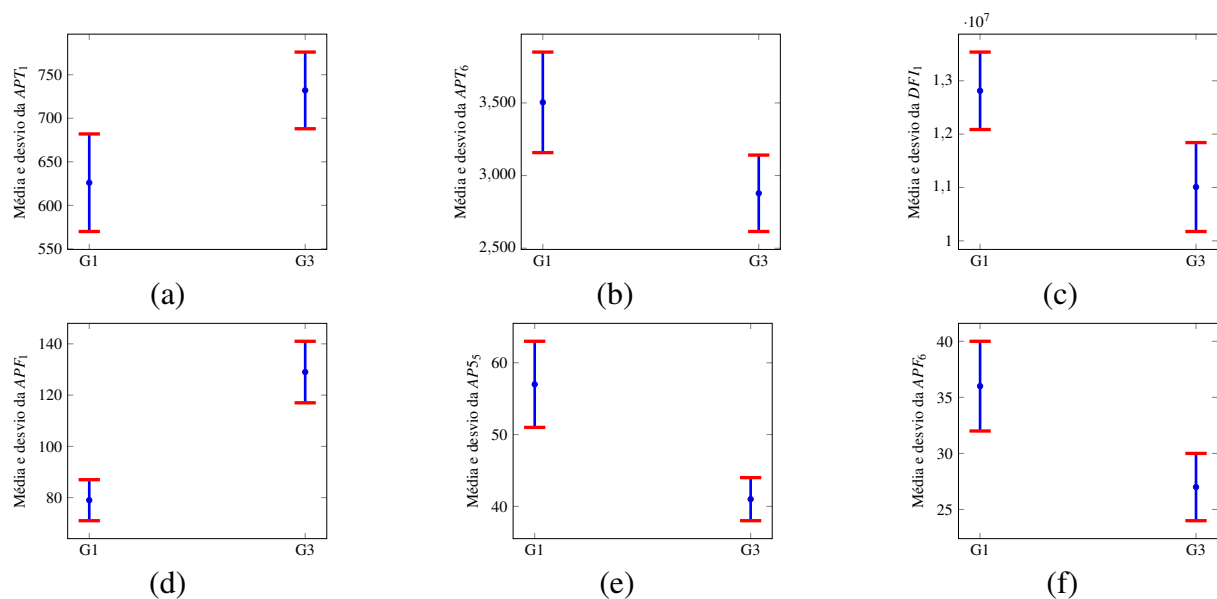 Média e desvio da APT₁
750
700
650
600
550
G1
G3
(a)
Média e desvio da APT₆
3,500
3,000
2,500
G1
G3
(b)
·10⁷
Média e desvio da DFI₁
1,3
1,2
1,1
1
G1
G3
(c)
Média e desvio da APF₁
140
120
100
80
G1
G3
(d)
Média e desvio da AP5₅
60
50
40
G1
G3
(e)
Média e desvio da APF₆
40
35
30
25
G1
G3
(f)